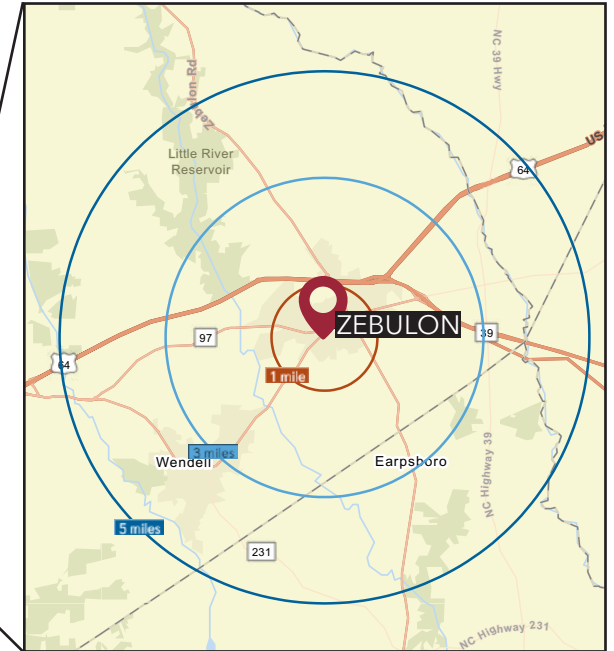 NC 39 Hwy
Zebulon Rd
US-
Little River
Reservoir
64
ZEBULON
97
39
64
1 mile
3 miles
Wendell
Earpsboro
NC Highway 39
5 miles
231
NC Highway 231